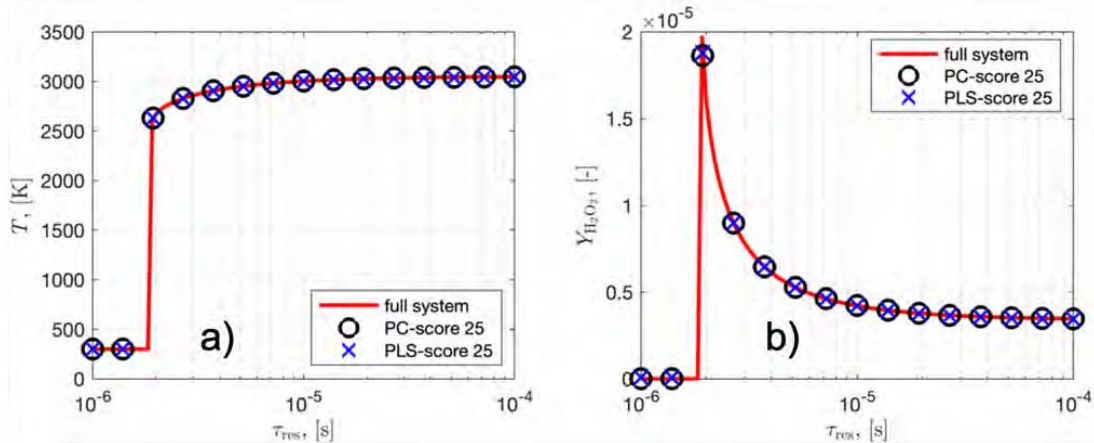 3500
3000
2500
2000
1500
1000
500
0
T, [K]
full system
PC-score 25
PLS-score 25
a)
10^-6
10^-5
10^-4
τres, [s]
×10^-5
2
1.5
1
0.5
0
YH2O2, [-]
full system
PC-score 25
PLS-score 25
b)
10^-6
10^-5
10^-4
τres, [s]